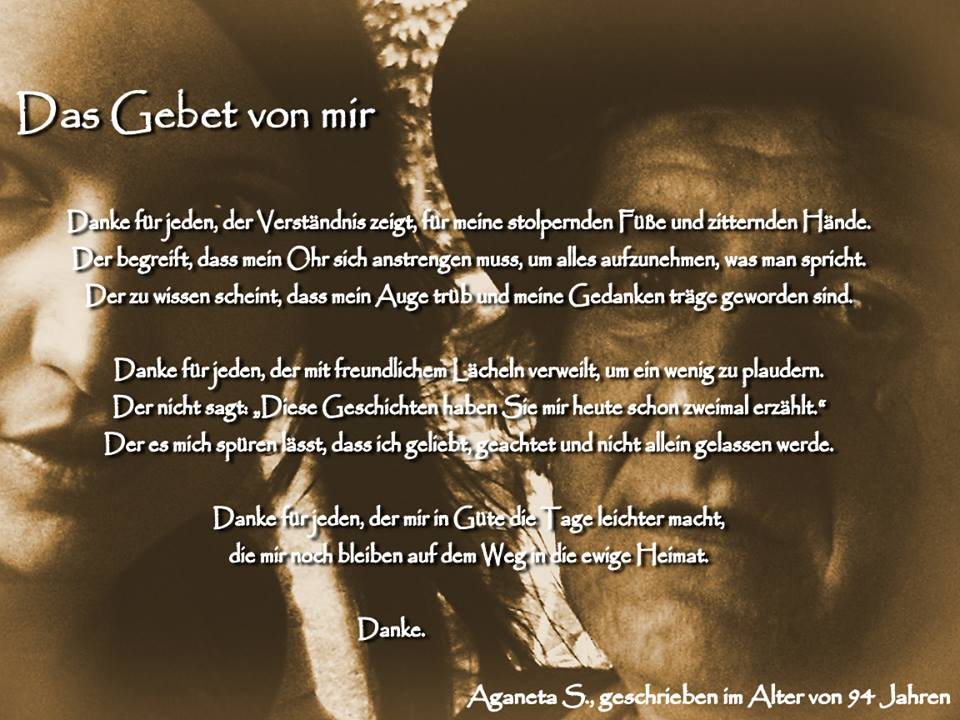 Das Gebet von mir
Danke für jeden, der Verständnis zeigt, für meine stolpernden Füße und zitternden Hände.
Der begreift, dass mein Ohr sich anstrengen muss, um alles aufzunehmen, was man spricht.
Der zu wissen scheint, dass mein Auge trüb und meine Gedanken träge geworden sind.
Danke für jeden, der mit freundlichem Lächeln verweilt, um ein wenig zu plaudern.
Der nicht sagt: „Diese Geschichten haben Sie mir heute schon zweimal erzählt.“
Der es mich spüren lässt, dass ich geliebt, geachtet und nicht allein gelassen werde.
Danke für jeden, der mir in Güte die Tage leichter macht,
die mir noch bleiben auf dem Weg in die ewige Heimat.
Danke.
Aganeta S., geschrieben im Alter von 94 Jahren